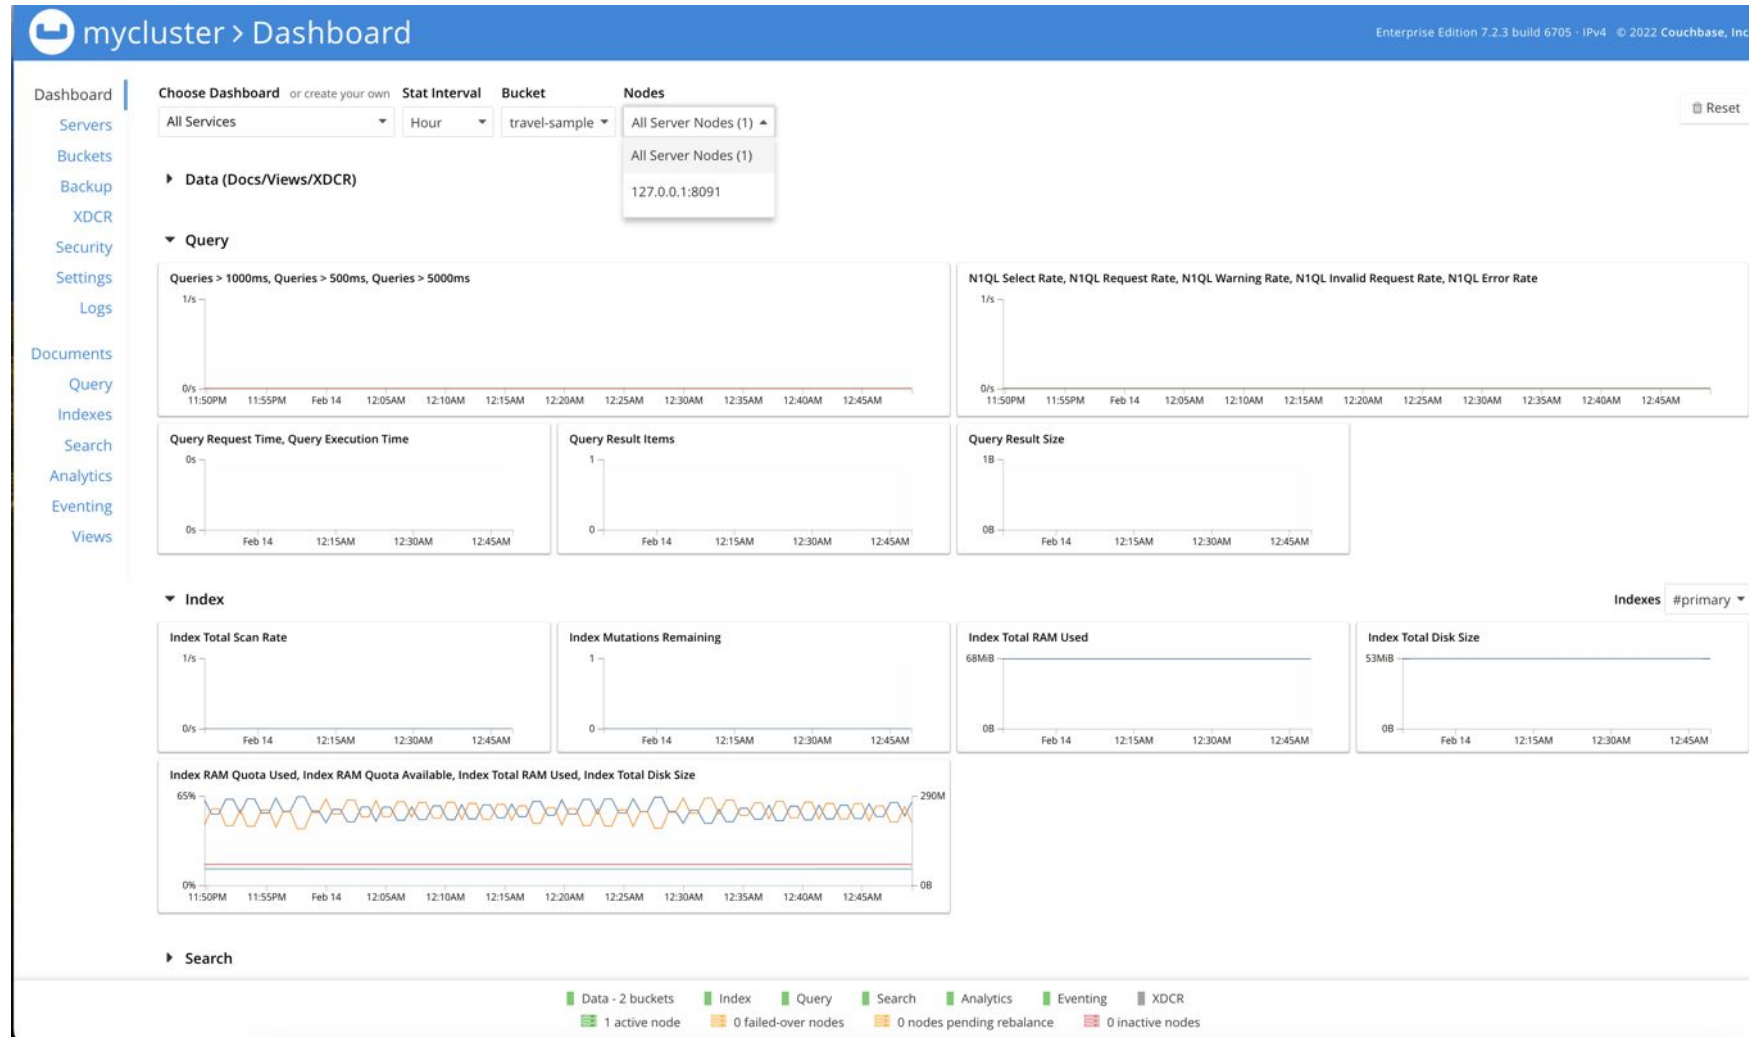 mycluster > Dashboard
Enterprise Edition 7.2.3 build 6705 · IPv4 © 2022 Couchbase, Inc
Dashboard
Servers
Buckets
Backup
XDCR
Security
Settings
Logs
Documents
Query
Indexes
Search
Analytics
Eventing
Views
Choose Dashboard or create your own Stat Interval Bucket Nodes
All Services Hour travel-sample All Server Nodes (1)
Reset
All Server Nodes (1)
127.0.0.1:8091
Data (Docs/Views/XDCR)
Query
Queries > 1000ms, Queries > 500ms, Queries > 5000ms
1/s
0/s
11:50PM 11:55PM Feb 14 12:05AM 12:10AM 12:15AM 12:20AM 12:25AM 12:30AM 12:35AM 12:40AM 12:45AM
N1QL Select Rate, N1QL Request Rate, N1QL Warning Rate, N1QL Invalid Request Rate, N1QL Error Rate
1/s
0/s
11:50PM 11:55PM Feb 14 12:05AM 12:10AM 12:15AM 12:20AM 12:25AM 12:30AM 12:35AM 12:40AM 12:45AM
Query Request Time, Query Execution Time
0s
0s
Feb 14 12:15AM 12:30AM 12:45AM
Query Result Items
1
0
Feb 14 12:15AM 12:30AM 12:45AM
Query Result Size
1B
0B
Feb 14 12:15AM 12:30AM 12:45AM
Index
Indexes #primary
Index Total Scan Rate
1/s
0/s
Feb 14 12:15AM 12:30AM 12:45AM
Index Mutations Remaining
1
0
Feb 14 12:15AM 12:30AM 12:45AM
Index Total RAM Used
68MiB
0B
Feb 14 12:15AM 12:30AM 12:45AM
Index Total Disk Size
53MiB
0B
Feb 14 12:15AM 12:30AM 12:45AM
Index RAM Quota Used, Index RAM Quota Available, Index Total RAM Used, Index Total Disk Size
65% 290M
0% 0B
11:50PM 11:55PM Feb 14 12:05AM 12:10AM 12:15AM 12:20AM 12:25AM 12:30AM 12:35AM 12:40AM 12:45AM
Search
Data - 2 buckets Index Query Search Analytics Eventing XDCR
1 active node 0 failed-over nodes 0 nodes pending rebalance 0 inactive nodes